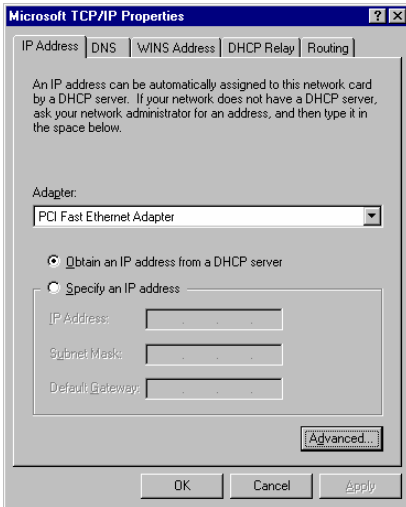 Microsoft TCP/IP Properties
IP Address DNS WINS Address DHCP Relay Routing
An IP address can be automatically assigned to this network card
by a DHCP server. If your network does not have a DHCP server,
ask your network administrator for an address, and then type it in
the space below.
Adapter:
PCI Fast Ethernet Adapter
Obtain an IP address from a DHCP server
Specify an IP address
IP Address:
Subnet Mask:
Default Gateway:
Advanced...
OK Cancel Apply